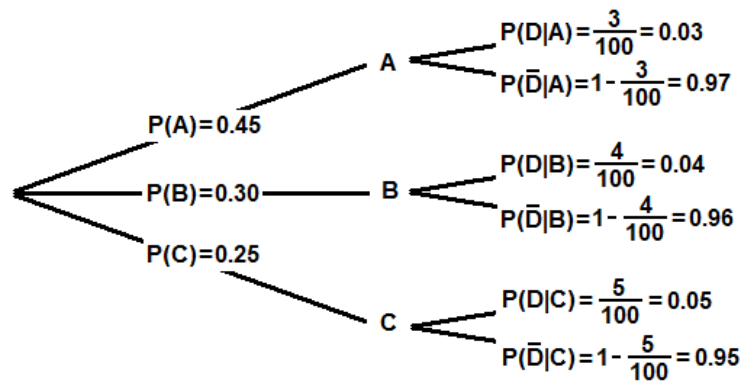 P(D|A) = 3/100 = 0.03
A
P(D̄|A) = 1 - 3/100 = 0.97
P(A) = 0.45
P(D|B) = 4/100 = 0.04
P(B) = 0.30
B
P(D̄|B) = 1 - 4/100 = 0.96
P(C) = 0.25
P(D|C) = 5/100 = 0.05
C
P(D̄|C) = 1 - 5/100 = 0.95